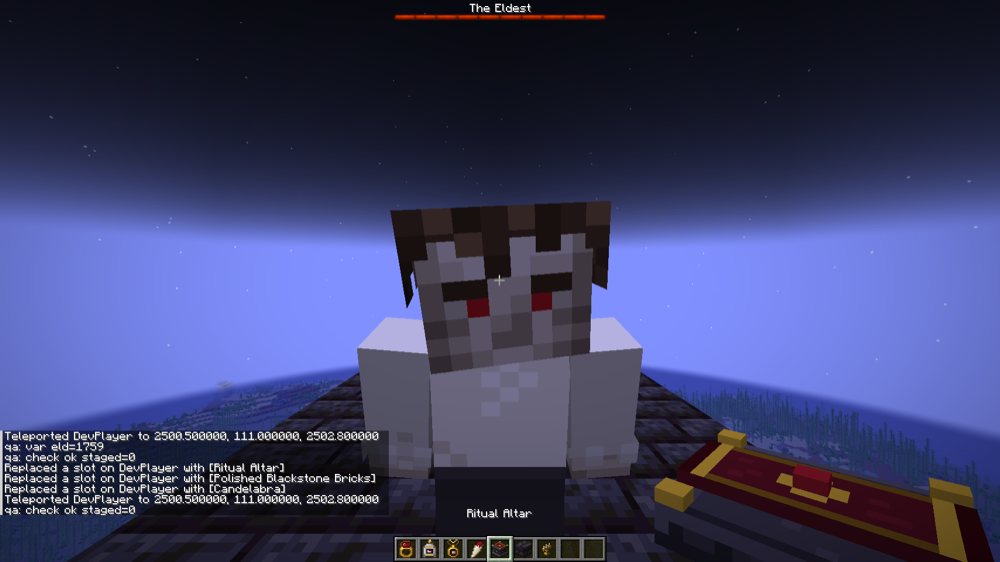 The Eldest
Teleported DevPlayer to 2500.500000, 111.000000, 2502.800000
qa: var eld=1759
qa: check ok staged=0
Replaced a slot on DevPlayer with [Ritual Altar]
Replaced a slot on DevPlayer with [Polished Blackstone Bricks]
Replaced a slot on DevPlayer with [Candelabra]
Teleported DevPlayer to 2500.500000, 111.000000, 2502.800000
qa: check ok staged=0
Ritual Altar